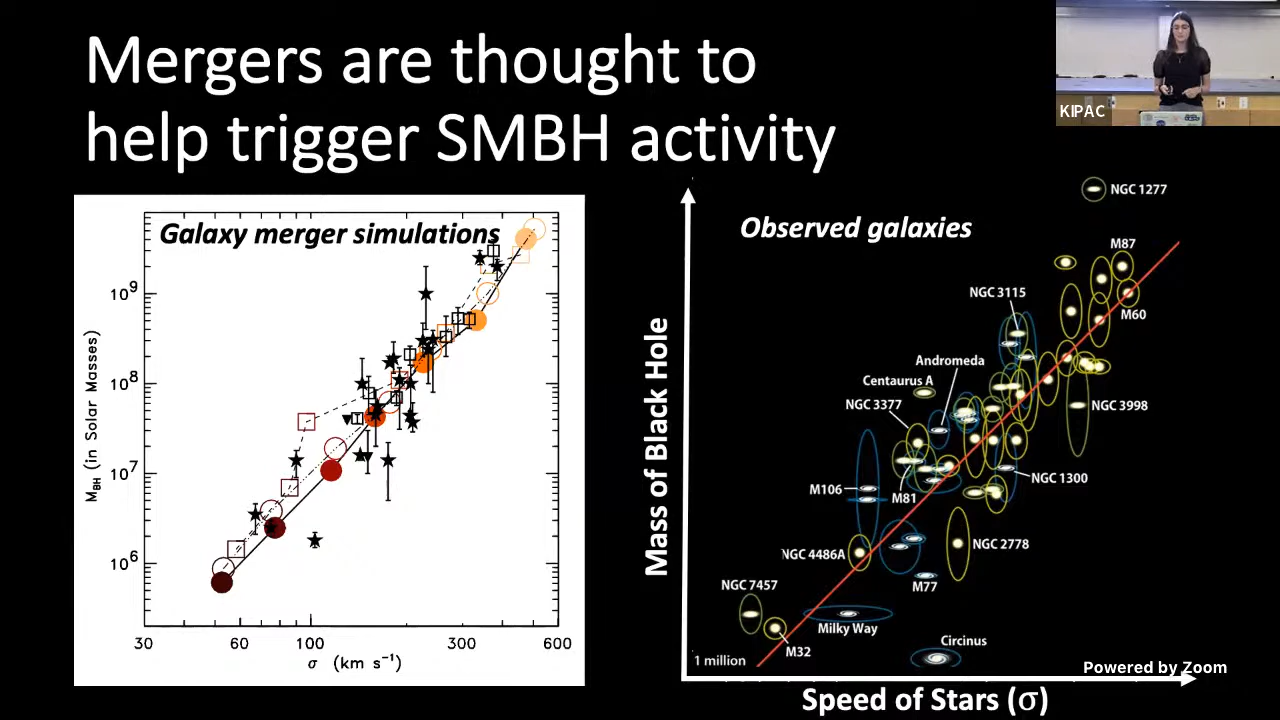 Mergers are thought to
help trigger SMBH activity
KIPAC
Galaxy merger simulations
10⁹
10⁸
10⁷
10⁶
M_BH (in Solar Masses)
30
60
100
300
600
σ (km s⁻¹)
Observed galaxies
NGC 1277
M87
NGC 3115
M60
Andromeda
Centaurus A
NGC 3377
NGC 3998
M106
M81
NGC 1300
NGC 4486A
NGC 2778
NGC 7457
M77
Milky Way
M32
Circinus
1 million
Mass of Black Hole
Powered by Zoom
Speed of Stars (σ)